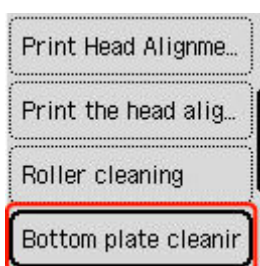 Print Head Alignme...
Print the head alig...
Roller cleaning
Bottom plate cleanir